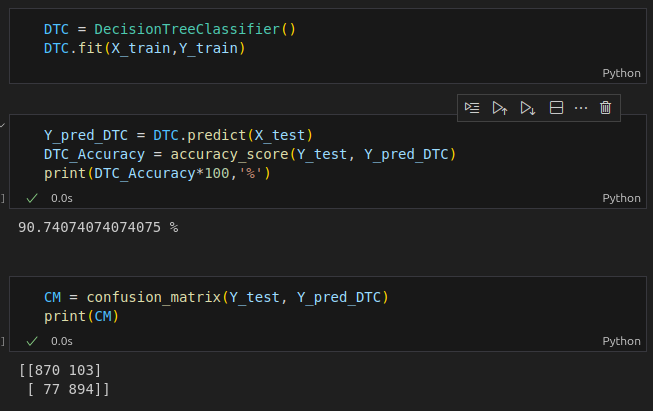 DTC = DecisionTreeClassifier()
DTC.fit(X_train,Y_train)
Python
Y_pred_DTC = DTC.predict(X_test)
DTC_Accuracy = accuracy_score(Y_test, Y_pred_DTC)
print(DTC_Accuracy*100,'%')
] 0.0s Python
90.74074074074075 %
CM = confusion_matrix(Y_test, Y_pred_DTC)
print(CM)
] 0.0s Python
[[870 103]
[ 77 894]]